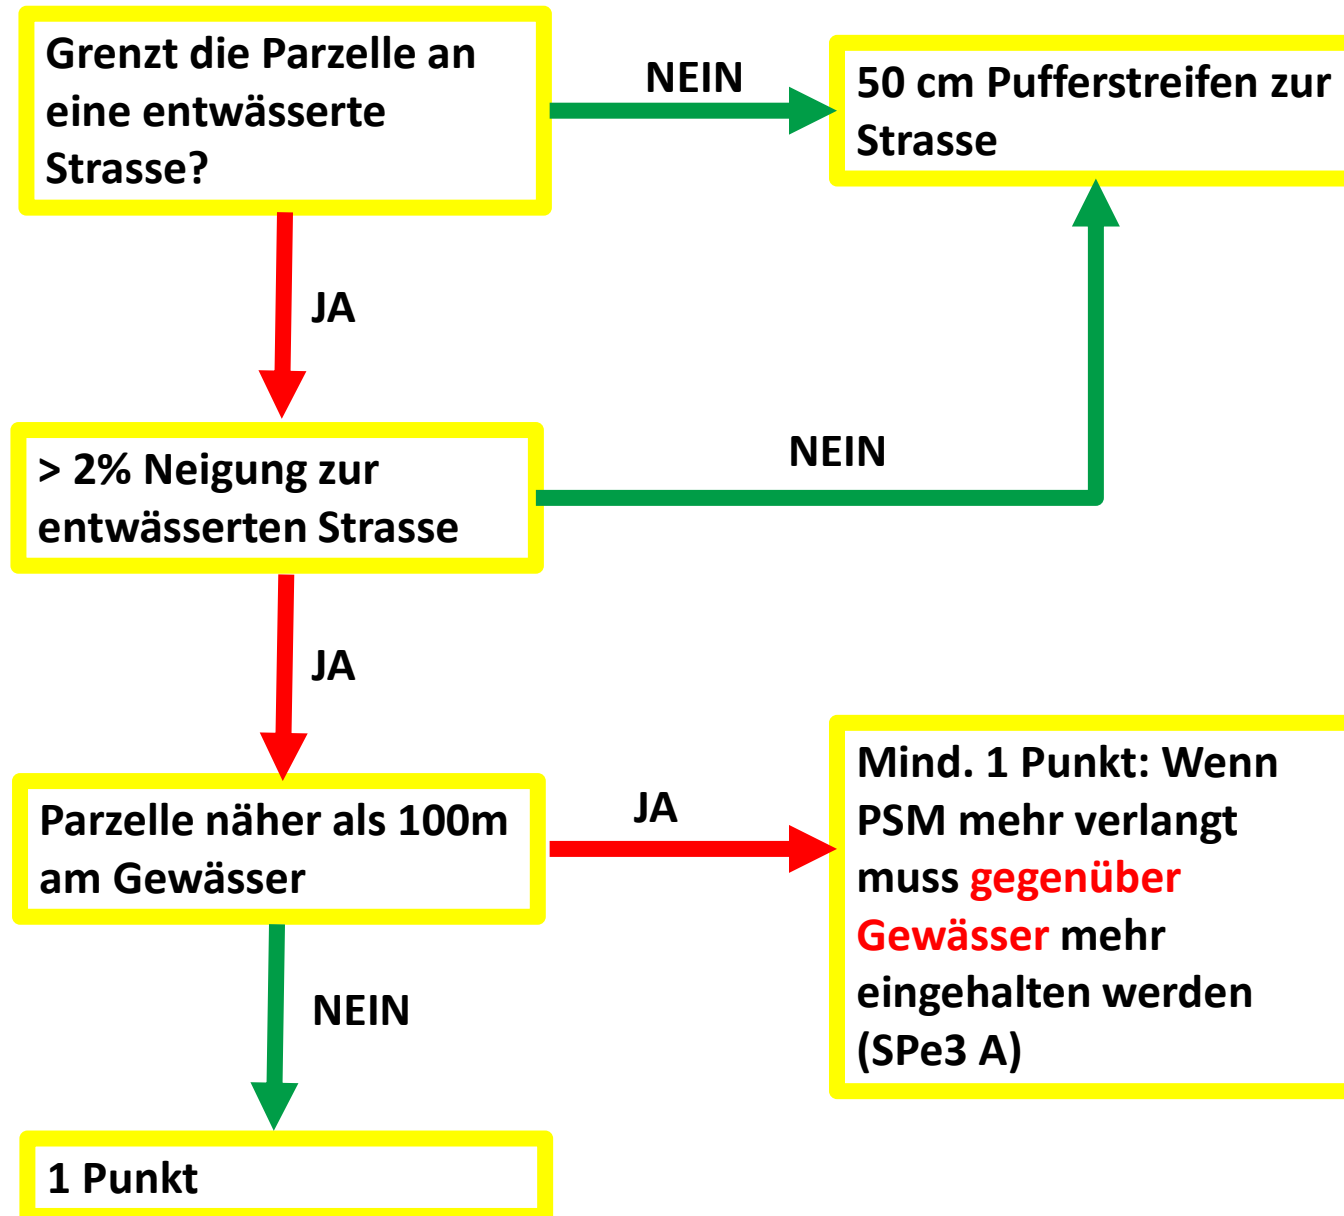 Grenzt die Parzelle an
eine entwässerte
Strasse?
NEIN
50 cm Pufferstreifen zur
Strasse
JA
> 2% Neigung zur
entwässerten Strasse
NEIN
JA
Parzelle näher als 100m
am Gewässer
JA
Mind. 1 Punkt: Wenn
PSM mehr verlangt
muss gegenüber
Gewässer mehr
eingehalten werden
(SPe3 A)
NEIN
1 Punkt